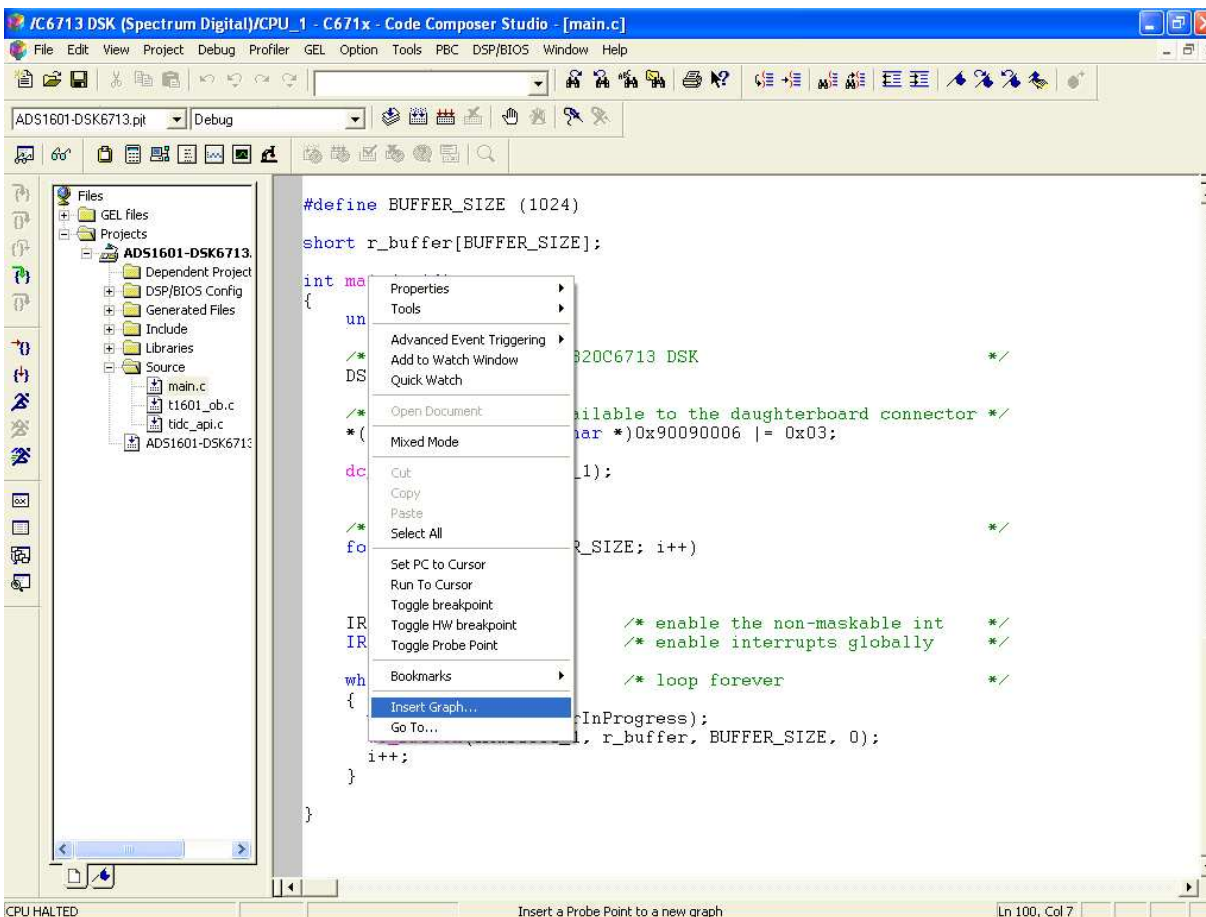 /C6713 DSK (Spectrum Digital)/CPU_1 - C671x - Code Composer Studio - [main.c]
File Edit View Project Debug Profiler GEL Option Tools PBC DSP/BIOS Window Help
ADS1601-DSK6713.pjt Debug
Files
GEL files
Projects
ADS1601-DSK6713.
Dependent Project
DSP/BIOS Config
Generated Files
Include
Libraries
Source
main.c
t1601_ob.c
tidc_api.c
ADS1601-DSK6713
#define BUFFER_SIZE (1024)
short r_buffer[BUFFER_SIZE];
int ma
{
un
/* 320C6713 DSK */
DS
/* ailable to the daughterboard connector */
*( ar *)0x90090006 |= 0x03;
dc _1);
/* */
fo R_SIZE; i++)
IR /* enable the non-maskable int */
IR /* enable interrupts globally */
wh /* loop forever */
{
rInProgress);
1, r_buffer, BUFFER_SIZE, 0);
i++;
}
}
Properties
Tools
Advanced Event Triggering
Add to Watch Window
Quick Watch
Open Document
Mixed Mode
Cut
Copy
Paste
Select All
Set PC to Cursor
Run To Cursor
Toggle breakpoint
Toggle HW breakpoint
Toggle Probe Point
Bookmarks
Insert Graph...
Go To...
CPU HALTED Insert a Probe Point to a new graph Ln 100, Col 7